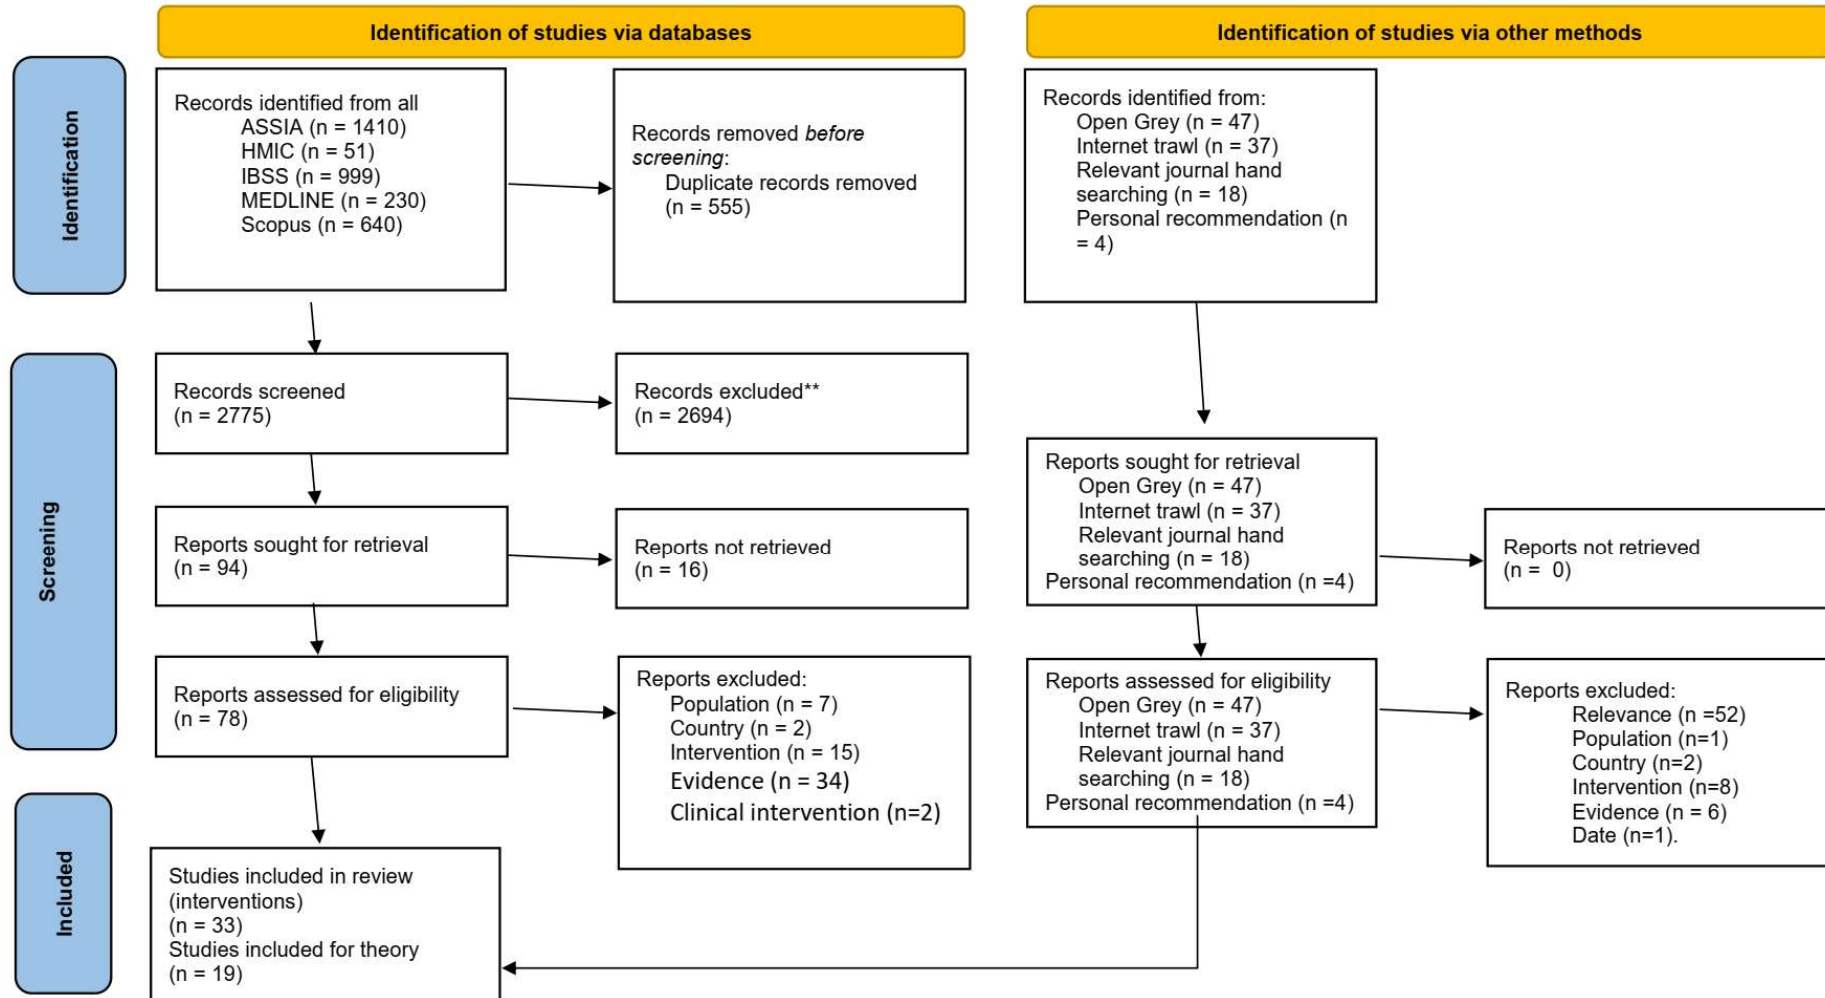 Identification of studies via databases
Identification of studies via other methods
Identification
Records identified from all
ASSIA (n = 1410)
HMIC (n = 51)
IBSS (n = 999)
MEDLINE (n = 230)
Scopus (n = 640)
Records removed before
screening:
Duplicate records removed
(n = 555)
Records identified from:
Open Grey (n = 47)
Internet trawl (n = 37)
Relevant journal hand
searching (n = 18)
Personal recommendation (n
= 4)
Screening
Records screened
(n = 2775)
Records excluded**
(n = 2694)
Reports sought for retrieval
(n = 94)
Reports not retrieved
(n = 16)
Reports sought for retrieval
Open Grey (n = 47)
Internet trawl (n = 37)
Relevant journal hand
searching (n = 18)
Personal recommendation (n =4)
Reports not retrieved
(n =  0)
Reports assessed for eligibility
(n = 78)
Reports excluded:
Population (n = 7)
Country (n = 2)
Intervention (n = 15)
Evidence (n = 34)
Clinical intervention (n=2)
Reports assessed for eligibility
Open Grey (n = 47)
Internet trawl (n = 37)
Relevant journal hand
searching (n = 18)
Personal recommendation (n =4)
Reports excluded:
Relevance (n =52)
Population (n=1)
Country (n=2)
Intervention (n=8)
Evidence (n = 6)
Date (n=1).
Included
Studies included in review
(interventions)
(n = 33)
Studies included for theory
(n = 19)